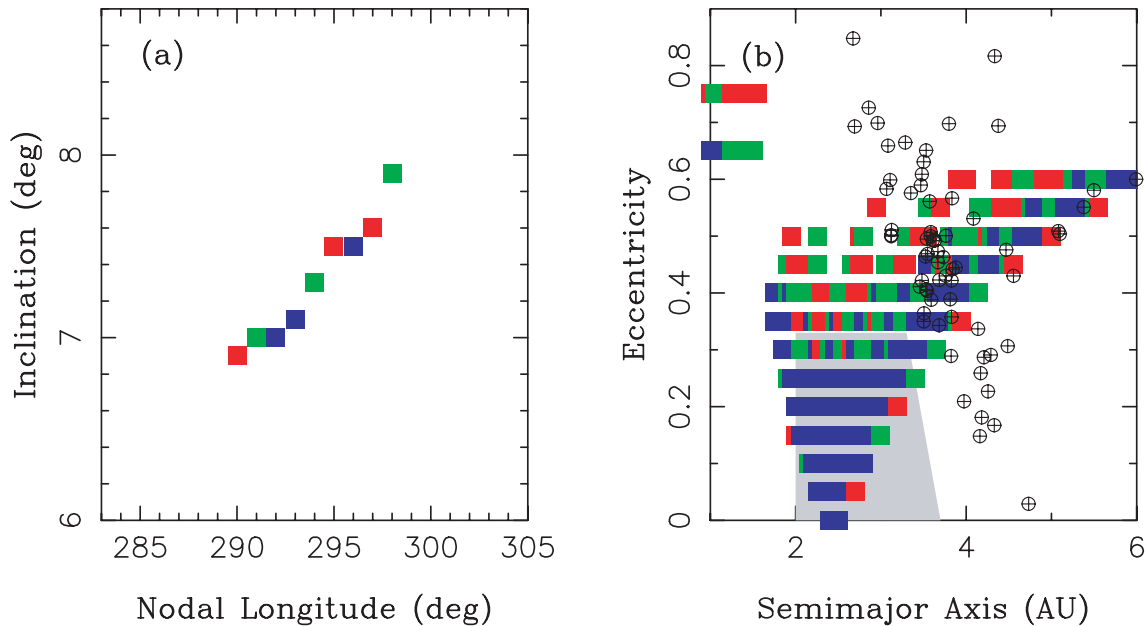 (a)
8
7
6
Inclination (deg)
285 290 295 300 305
Nodal Longitude (deg)
(b)
0.8
0.6
0.4
0.2
0
Eccentricity
2 4 6
Semimajor Axis (AU)